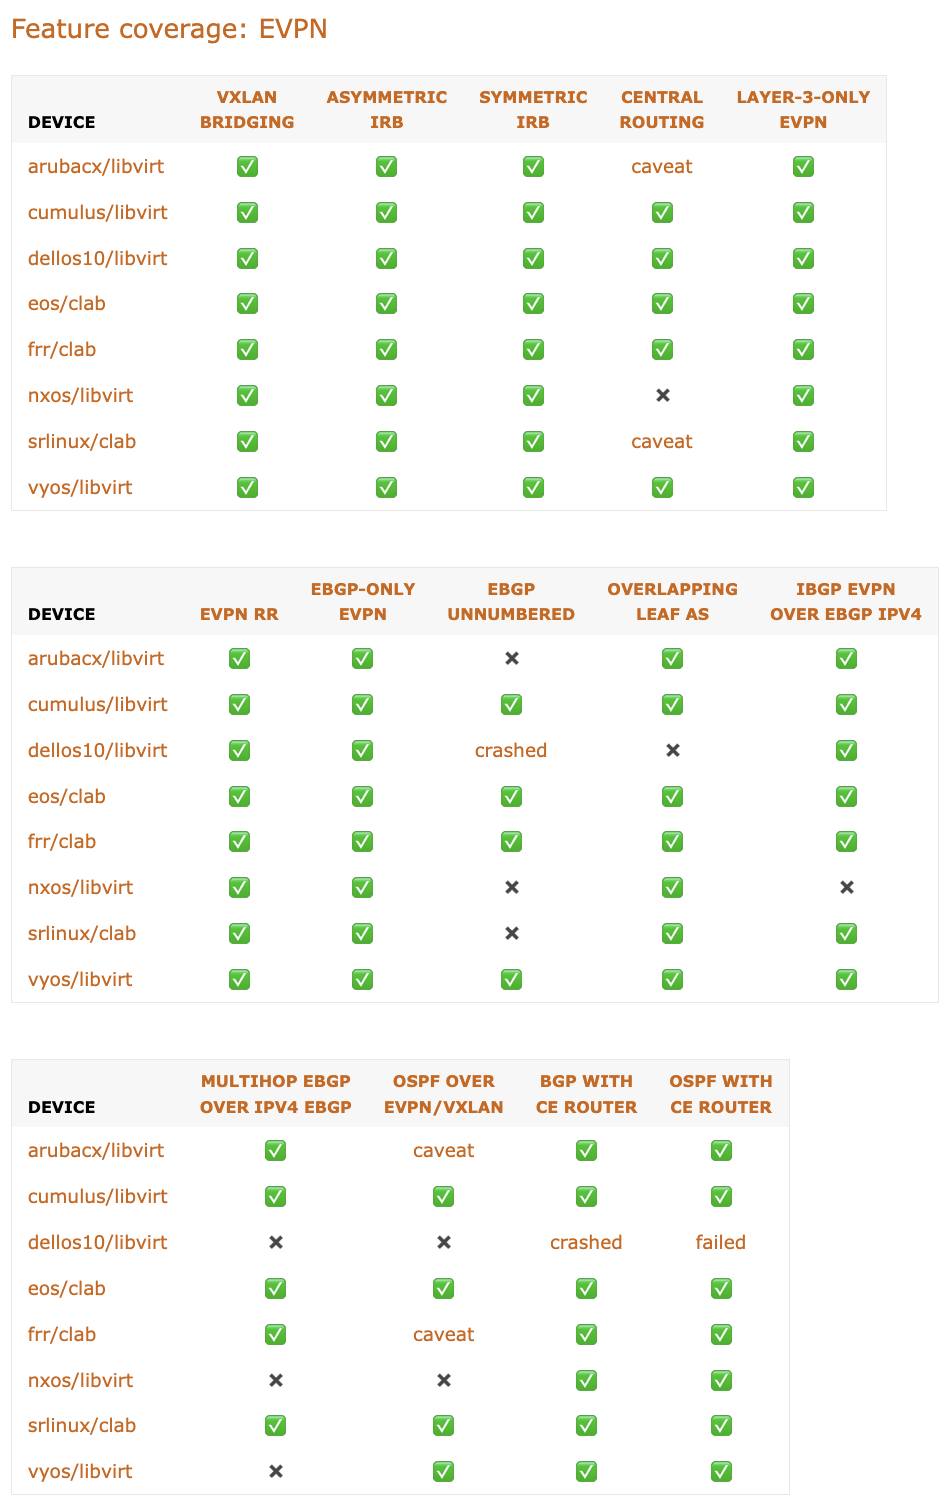 Feature coverage: EVPN
DEVICE VXLAN BRIDGING ASYMMETRIC IRB SYMMETRIC IRB CENTRAL ROUTING LAYER-3-ONLY EVPN
arubacx/libvirt ✅ ✅ ✅ caveat ✅
cumulus/libvirt ✅ ✅ ✅ ✅ ✅
dellos10/libvirt ✅ ✅ ✅ ✅ ✅
eos/clab ✅ ✅ ✅ ✅ ✅
frr/clab ✅ ✅ ✅ ✅ ✅
nxos/libvirt ✅ ✅ ✅ ❌ ✅
srlinux/clab ✅ ✅ ✅ caveat ✅
vyos/libvirt ✅ ✅ ✅ ✅ ✅
DEVICE EVPN RR EBGP-ONLY EVPN EBGP UNNUMBERED OVERLAPPING LEAF AS IBGP EVPN OVER EBGP IPV4
arubacx/libvirt ✅ ✅ ❌ ✅ ✅
cumulus/libvirt ✅ ✅ ✅ ✅ ✅
dellos10/libvirt ✅ ✅ crashed ❌ ✅
eos/clab ✅ ✅ ✅ ✅ ✅
frr/clab ✅ ✅ ✅ ✅ ✅
nxos/libvirt ✅ ✅ ❌ ✅ ❌
srlinux/clab ✅ ✅ ❌ ✅ ✅
vyos/libvirt ✅ ✅ ✅ ✅ ✅
DEVICE MULTIHOP EBGP OVER IPV4 EBGP OSPF OVER EVPN/VXLAN BGP WITH CE ROUTER OSPF WITH CE ROUTER
arubacx/libvirt ✅ caveat ✅ ✅
cumulus/libvirt ✅ ✅ ✅ ✅
dellos10/libvirt ❌ ❌ crashed failed
eos/clab ✅ ✅ ✅ ✅
frr/clab ✅ caveat ✅ ✅
nxos/libvirt ❌ ❌ ✅ ✅
srlinux/clab ✅ ✅ ✅ ✅
vyos/libvirt ❌ ✅ ✅ ✅